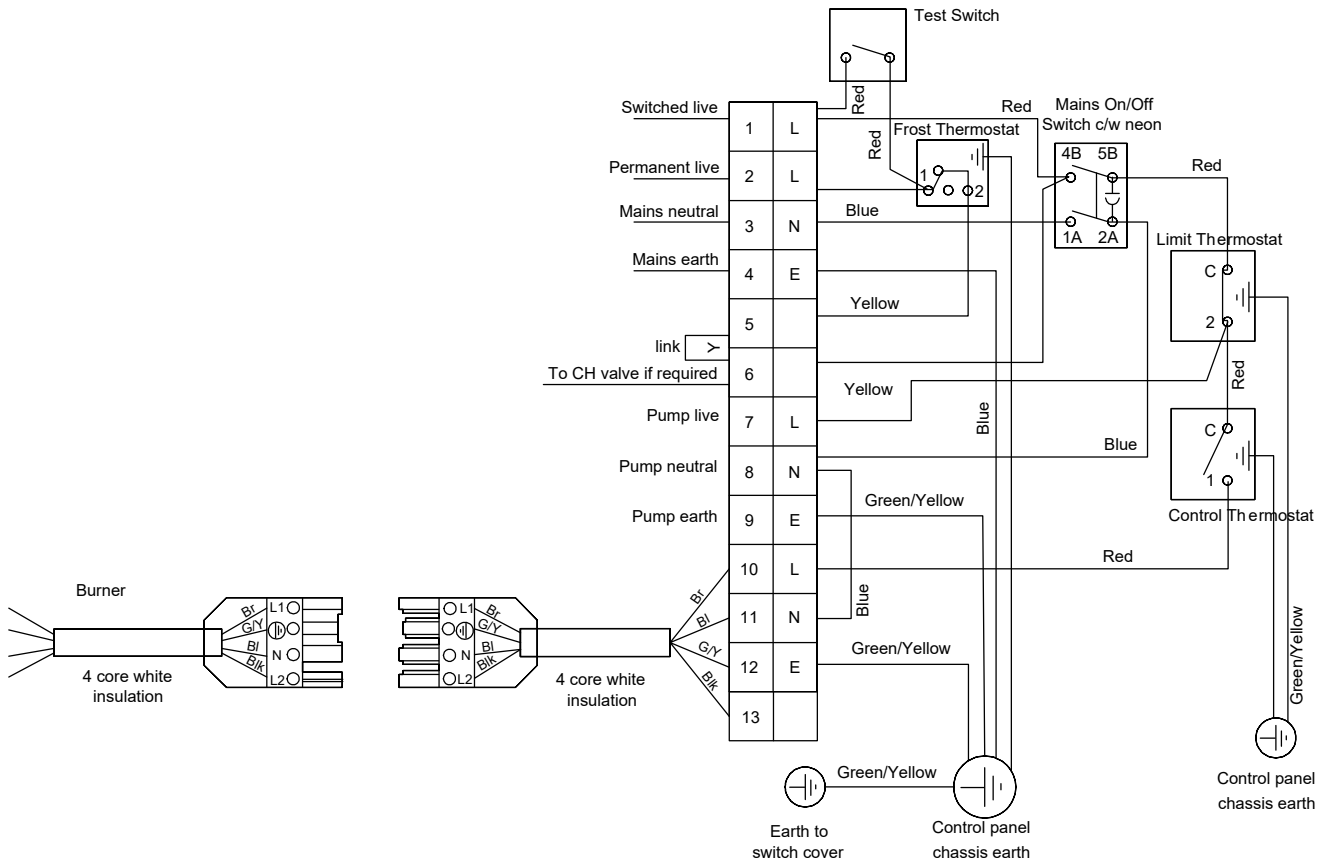 Test Switch
Red
Red
Switched live
1 L
Red
Mains On/Off
Switch c/w neon
Frost Thermostat
1
2
4B 5B
1A 2A
Red
Permanent live
2 L
Mains neutral
3 N
Blue
Limit Thermostat
C
2
Mains earth
4 E
Yellow
5
link
Y
6
To CH valve if required
Yellow
Red
Pump live
7 L
Blue
C
1
Control Thermostat
Blue
Pump neutral
8 N
Green/Yellow
Pump earth
9 E
Red
10 L
Blue
11 N
Green/Yellow
12 E
13
Br
Bl
G/Y
Blk
Burner
4 core white
insulation
Br
G/Y
Bl
Blk
L1
N
L2
L1
N
L2
Br
G/Y
Bl
Blk
4 core white
insulation
Green/Yellow
Green/Yellow
Earth to
switch cover
Control panel
chassis earth
Control panel
chassis earth